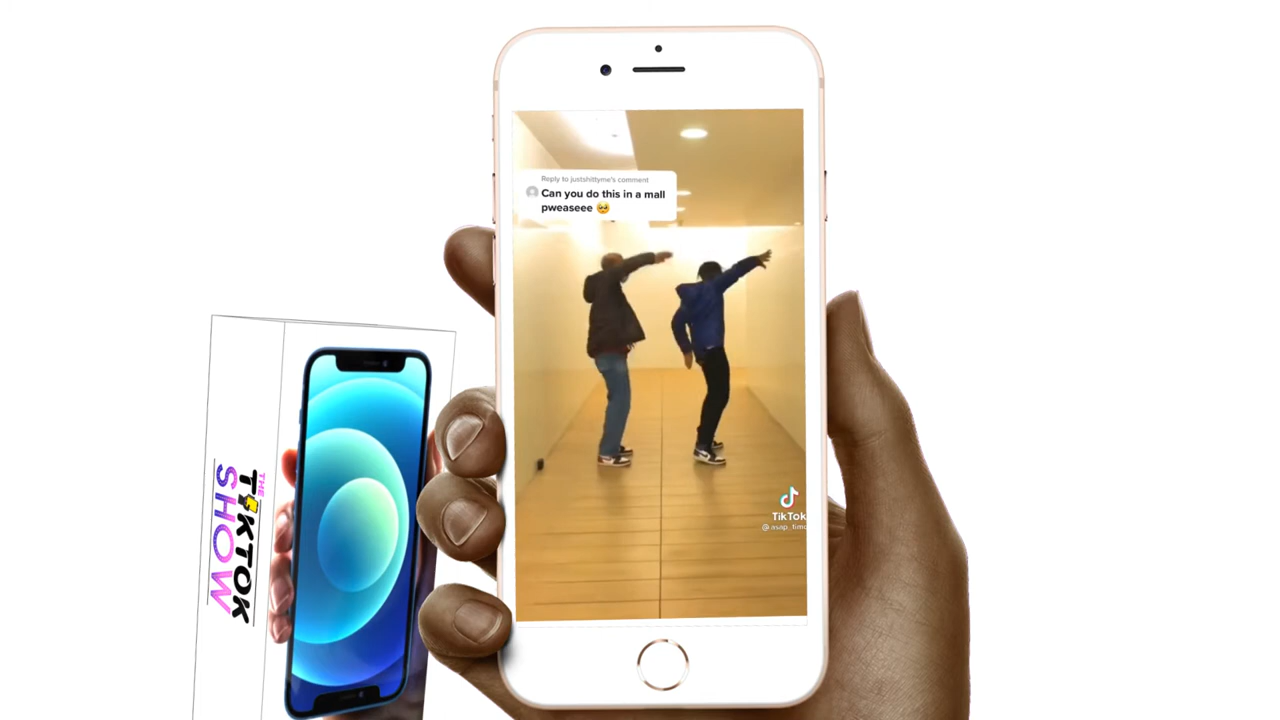 Reply to justshittyme's comment
Can you do this in a mall
pweaseee 🥺
TikTok
THE
TIKTOK
SHOW